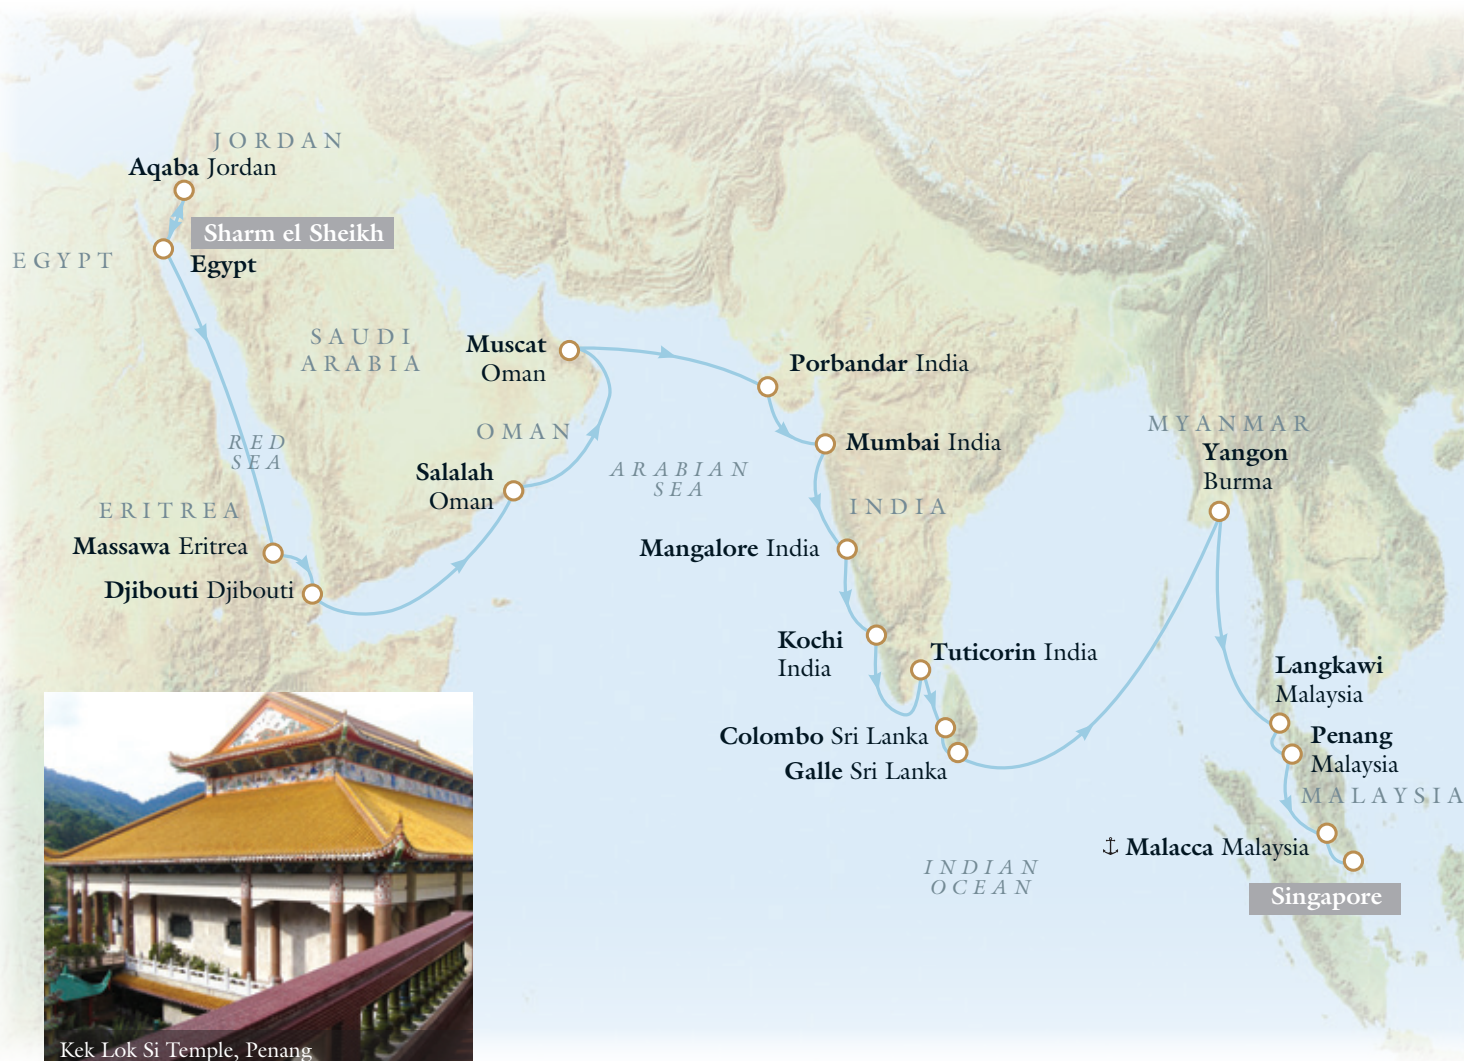 JORDAN
Aqaba Jordan
Sharm el Sheikh
Egypt
EGYPT
SAUDI
ARABIA
Muscat
Oman
Porbandar India
OMAN
MYANMAR
Yangon
Burma
RED
SEA
Mumbai India
ARABIAN
SEA
Salalah
Oman
INDIA
ERITREA
Massawa Eritrea
Mangalore India
Djibouti Djibouti
Kochi
India
Tuticorin India
Langkawi
Malaysia
Colombo Sri Lanka
Penang
Malaysia
Galle Sri Lanka
MALAYSIA
⚓ Malacca Malaysia
INDIAN
OCEAN
Singapore
Kek Lok Si Temple, Penang